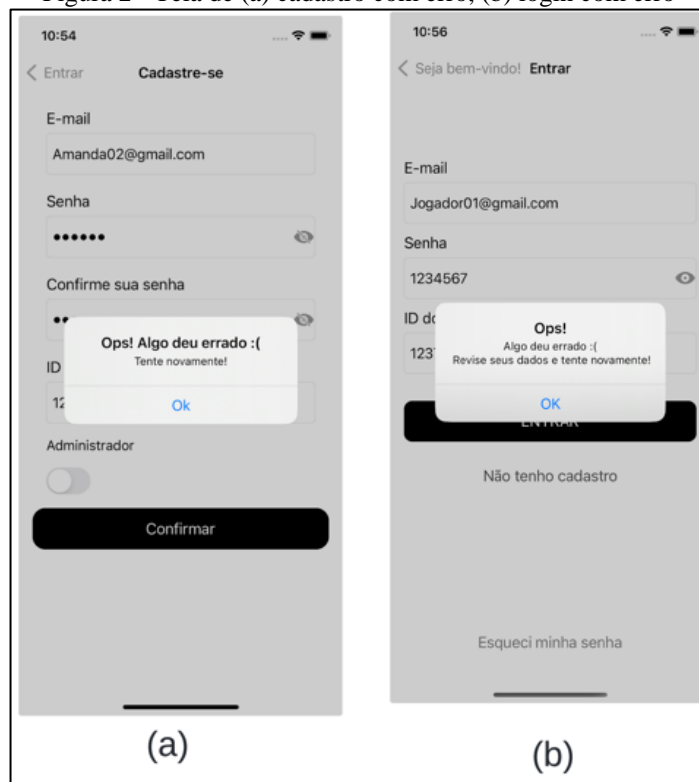 Figura 2 – Tela de (a) cadastro com erro; (b) login com erro
10:54
Entrar Cadastre-se
E-mail
Amanda02@gmail.com
Senha
••••••
Confirme sua senha
••
Ops! Algo deu errado :(
Tente novamente!
Ok
ID
12
Administrador
Confirmar
(a)
10:56
Seja bem-vindo! Entrar
E-mail
Jogador01@gmail.com
Senha
1234567
ID do
123
Ops!
Algo deu errado :(
Revise seus dados e tente novamente!
OK
ENTRAR
Não tenho cadastro
Esqueci minha senha
(b)